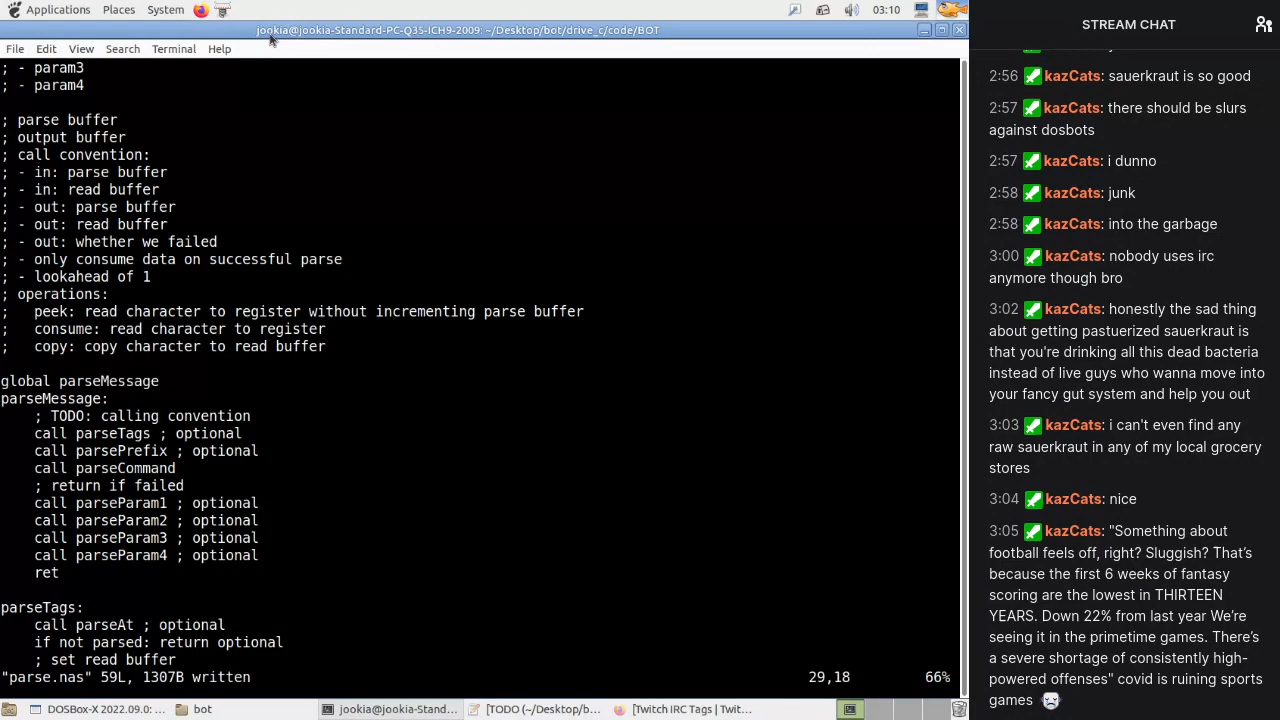 Applications Places System 03:10
jookia@jookia-Standard-PC-Q35-ICH9-2009: ~/Desktop/bot/drive_c/code/BOT
File Edit View Search Terminal Help
; - param3
; - param4
; parse buffer
; output buffer
; call convention:
; - in: parse buffer
; - in: read buffer
; - out: parse buffer
; - out: read buffer
; - out: whether we failed
; - only consume data on successful parse
; - lookahead of 1
; operations:
;   peek: read character to register without incrementing parse buffer
;   consume: read character to register
;   copy: copy character to read buffer
global parseMessage
parseMessage:
    ; TODO: calling convention
    call parseTags ; optional
    call parsePrefix ; optional
    call parseCommand
    ; return if failed
    call parseParam1 ; optional
    call parseParam2 ; optional
    call parseParam3 ; optional
    call parseParam4 ; optional
    ret
parseTags:
    call parseAt ; optional
    if not parsed: return optional
    ; set read buffer
"parse.nas" 59L, 1307B written 29,18 66%
DOSBox-X 2022.09.0: ... bot jookia@jookia-Stand... [TODO (~/Desktop/b... [Twitch IRC Tags | Twit...
STREAM CHAT
2:56 kazCats: sauerkraut is so good
2:57 kazCats: there should be slurs
against dosbots
2:57 kazCats: i dunno
2:58 kazCats: junk
2:58 kazCats: into the garbage
3:00 kazCats: nobody uses irc
anymore though bro
3:02 kazCats: honestly the sad thing
about getting pastuerized sauerkraut is
that you're drinking all this dead bacteria
instead of live guys who wanna move into
your fancy gut system and help you out
3:03 kazCats: i can't even find any
raw sauerkraut in any of my local grocery
stores
3:04 kazCats: nice
3:05 kazCats: "Something about
football feels off, right? Sluggish? That's
because the first 6 weeks of fantasy
scoring are the lowest in THIRTEEN
YEARS. Down 22% from last year We're
seeing it in the primetime games. There's
a severe shortage of consistently high-
powered offenses" covid is ruining sports
games